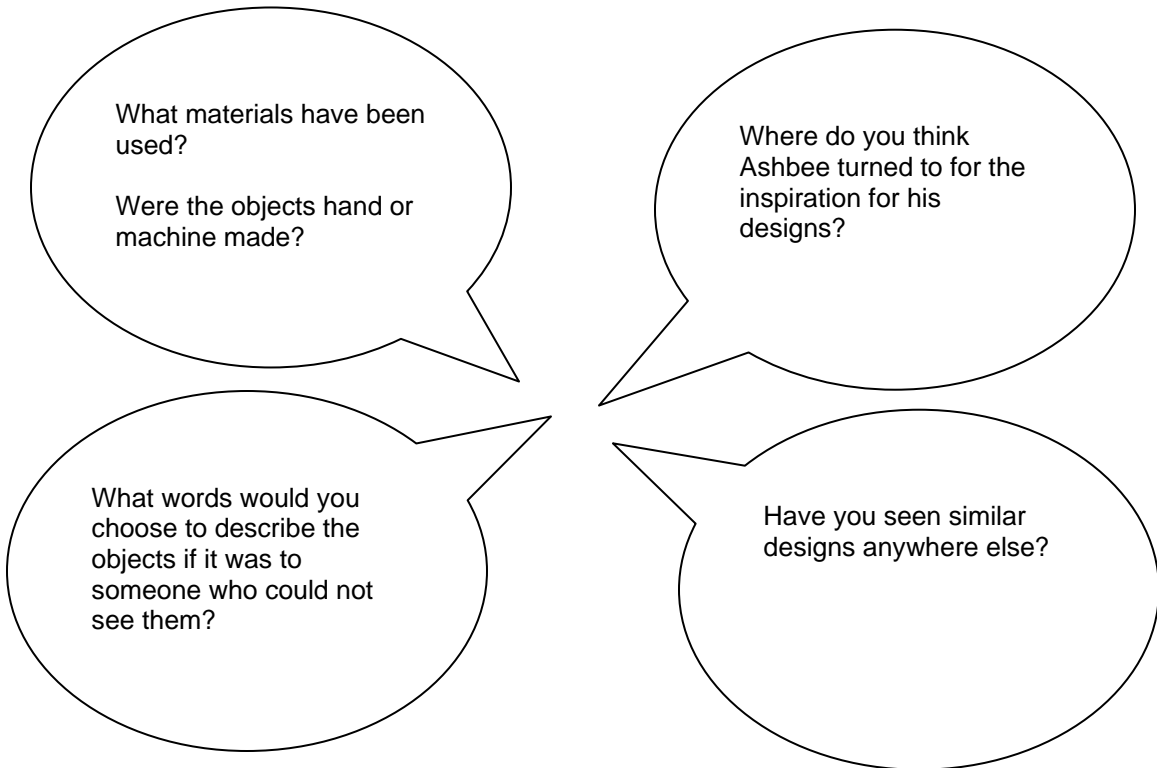 What materials have been
used?
Were the objects hand or
machine made?
Where do you think
Ashbee turned to for the
inspiration for his
designs?
What words would you
choose to describe the
objects if it was to
someone who could not
see them?
Have you seen similar
designs anywhere else?